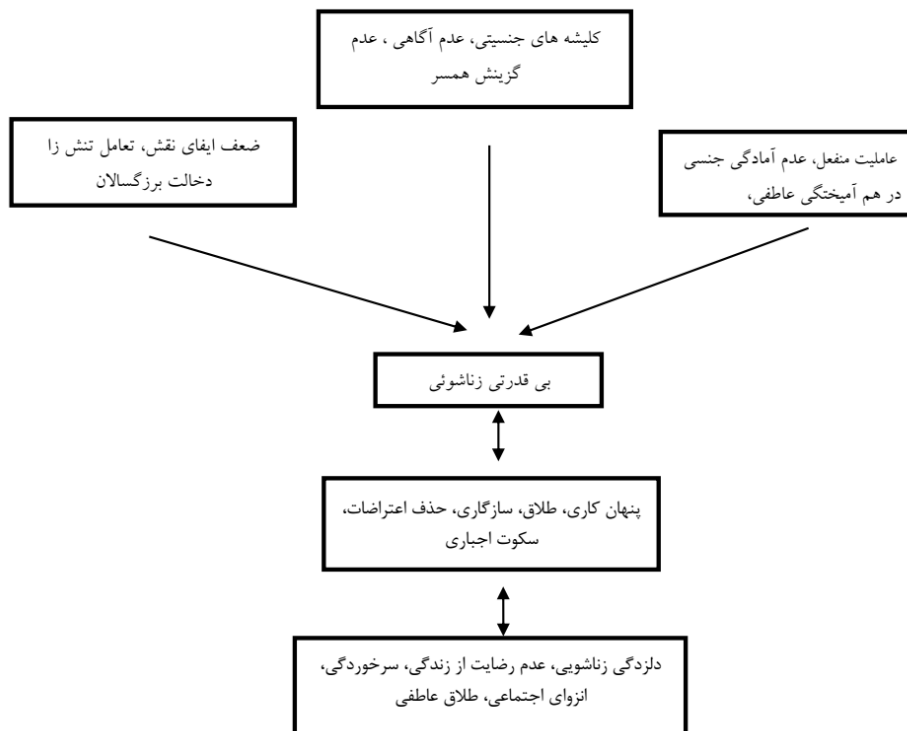 کلیشه های جنسیتی، عدم آگاهی ، عدم
گزینش همسر
عاملیت منفعل، عدم آمادگی جنسی
در هم آمیختگی عاطفی،
ضعف ایفای نقش، تعامل تنش زا
دخالت برزگسالان
بی قدرتی زناشوئی
پنهان کاری، طلاق، سازگاری، حذف اعتراضات،
سکوت اجباری
دلزدگی زناشویی، عدم رضایت از زندگی، سرخوردگی،
انزوای اجتماعی، طلاق عاطفی